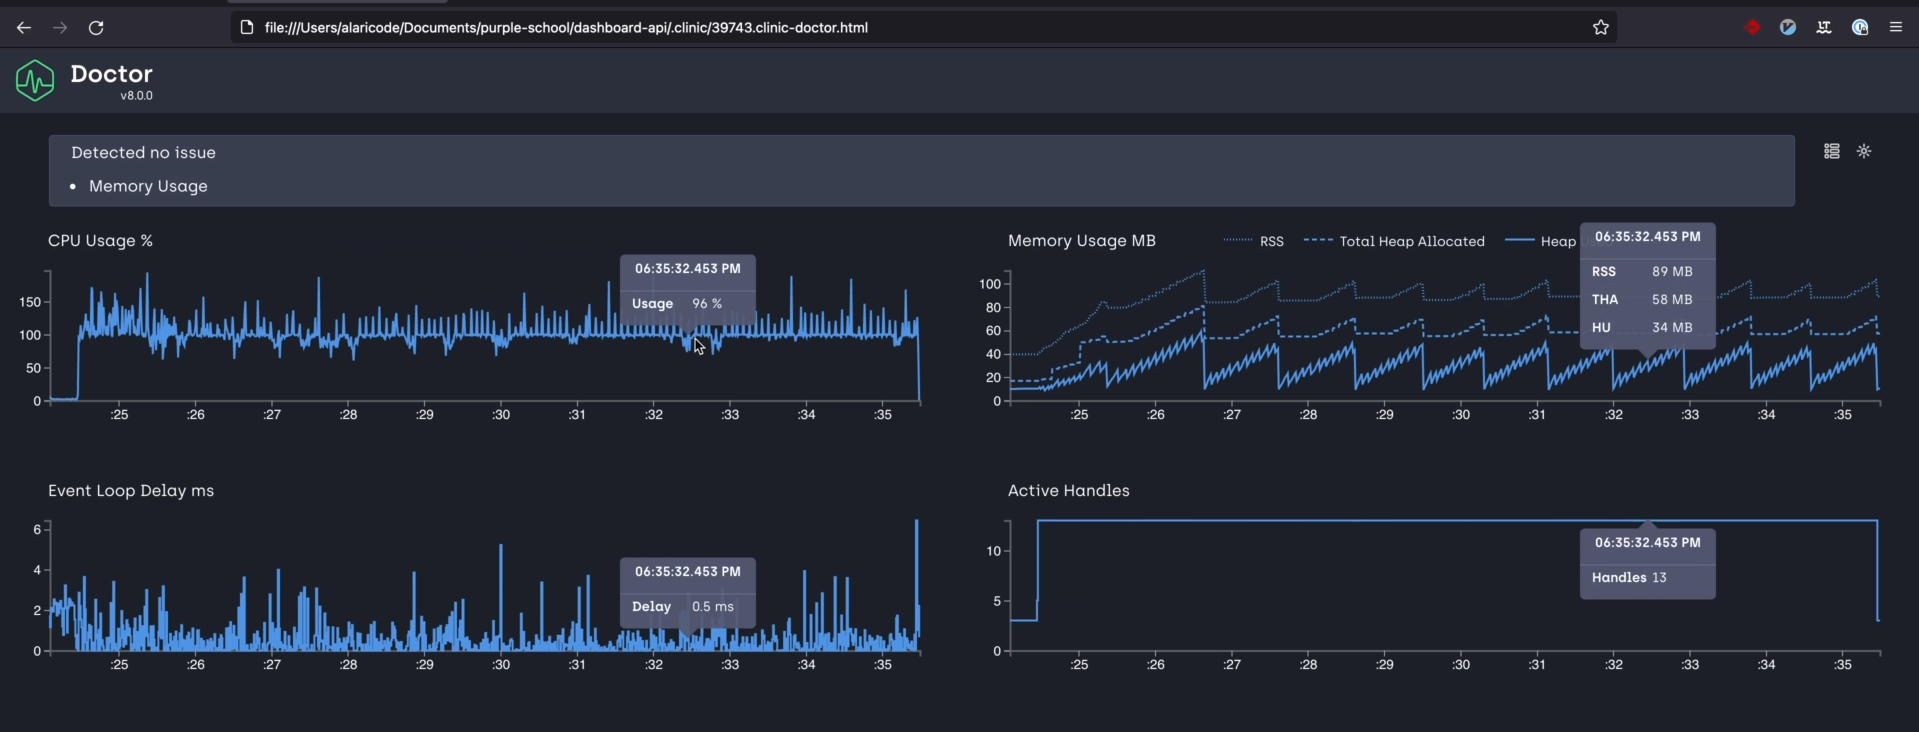 file:///Users/alaricode/Documents/purple-school/dashboard-api/.clinic/39743.clinic-doctor.html
Doctor
v8.0.0
Detected no issue
• Memory Usage
CPU Usage %
06:35:32.453 PM
Usage 96 %
150
100
50
0
:25 :26 :27 :28 :29 :30 :31 :32 :33 :34 :35
Memory Usage MB
RSS Total Heap Allocated Heap
06:35:32.453 PM
RSS 89 MB
THA 58 MB
HU 34 MB
100
80
60
40
20
0
:25 :26 :27 :28 :29 :30 :31 :32 :33 :34 :35
Event Loop Delay ms
06:35:32.453 PM
Delay 0.5 ms
6
4
2
0
:25 :26 :27 :28 :29 :30 :31 :32 :33 :34 :35
Active Handles
06:35:32.453 PM
Handles 13
10
5
0
:25 :26 :27 :28 :29 :30 :31 :32 :33 :34 :35